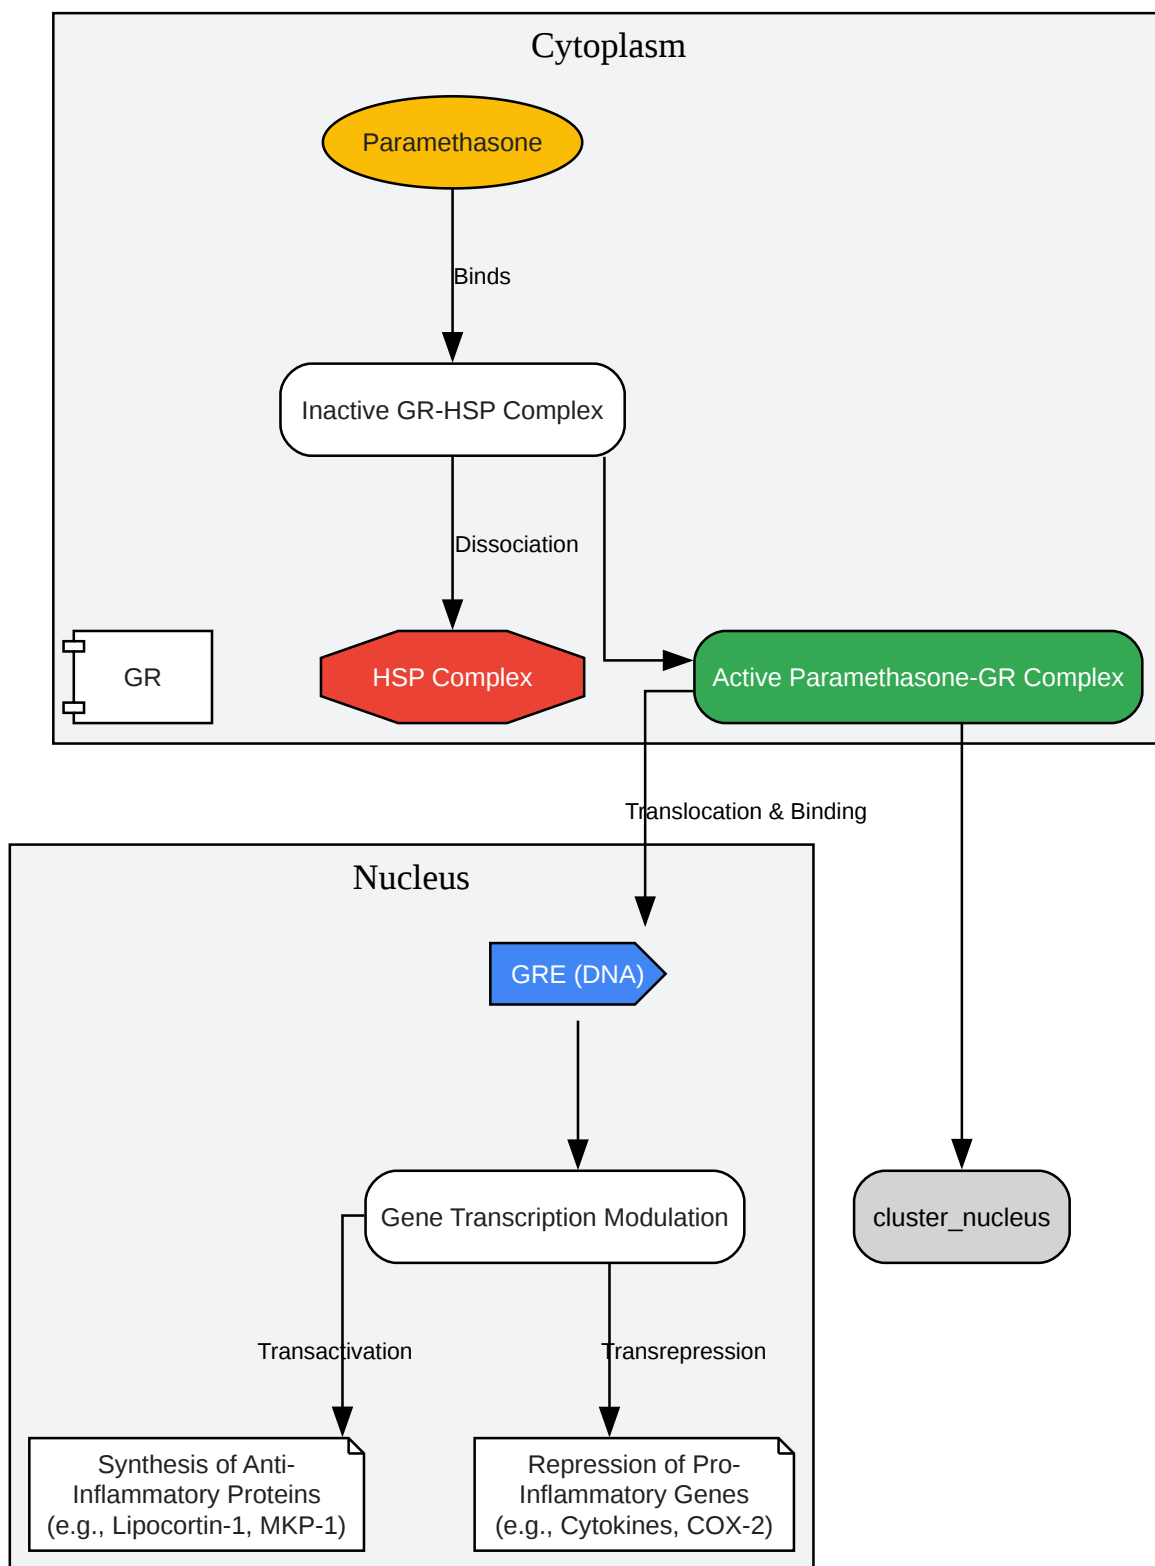 Cytoplasm
Paramethasone
Binds
Inactive GR-HSP Complex
Dissociation
GR
HSP Complex
Active Paramethasone-GR Complex
Translocation & Binding
Nucleus
GRE (DNA)
Gene Transcription Modulation
cluster_nucleus
Transactivation
Transrepression
Synthesis of Anti-
Inflammatory Proteins
(e.g., Lipocortin-1, MKP-1)
Repression of Pro-
Inflammatory Genes
(e.g., Cytokines, COX-2)